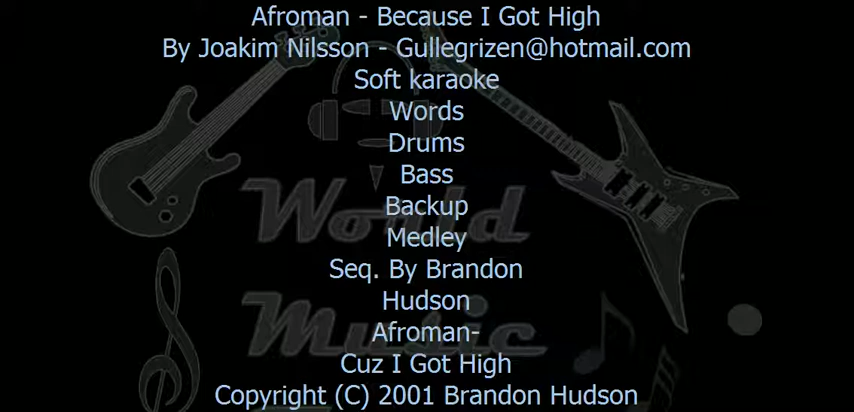 Afroman - Because I Got High
By Joakim Nilsson - Gullegrizen@hotmail.com
Soft karaoke
Words
Drums
Bass
Backup
World
Medley
Seq. By Brandon
Hudson
Music
Afroman-
Cuz I Got High
Copyright (C) 2001 Brandon Hudson